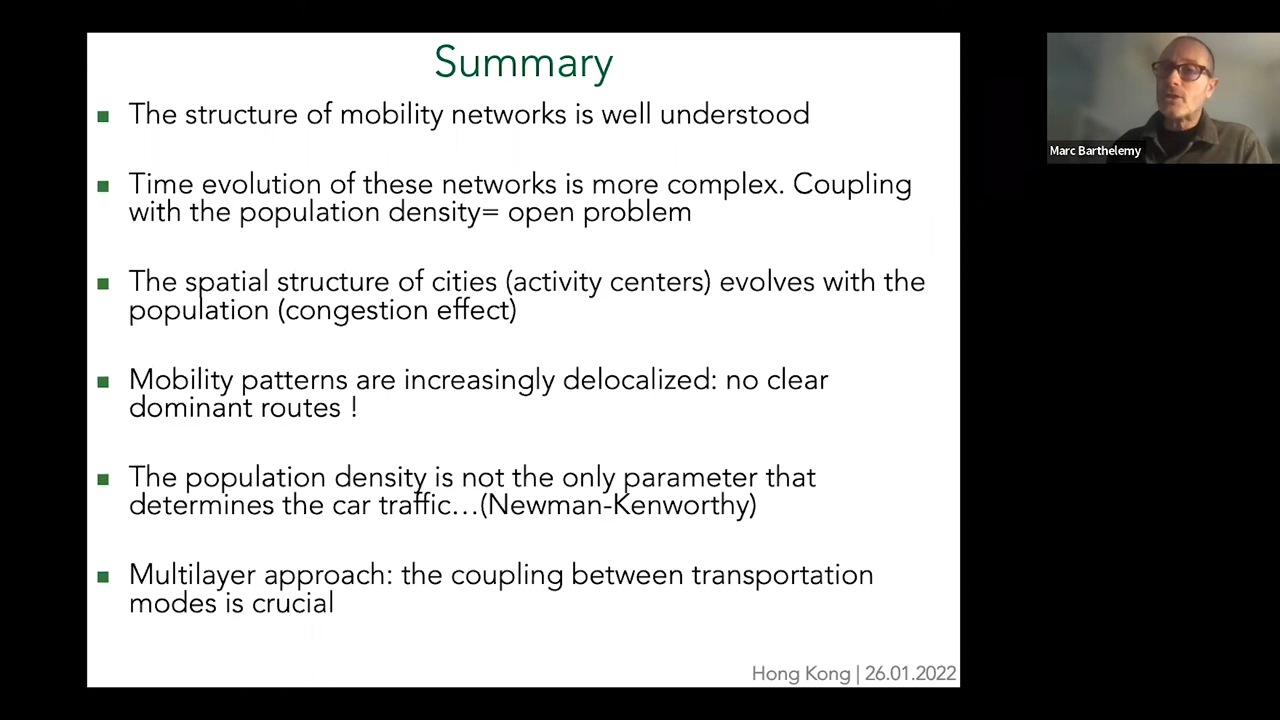 Summary
The structure of mobility networks is well understood
Time evolution of these networks is more complex. Coupling
with the population density= open problem
The spatial structure of cities (activity centers) evolves with the
population (congestion effect)
Mobility patterns are increasingly delocalized: no clear
dominant routes !
The population density is not the only parameter that
determines the car traffic…(Newman-Kenworthy)
Multilayer approach: the coupling between transportation
modes is crucial
Hong Kong | 26.01.2022
Marc Barthelemy